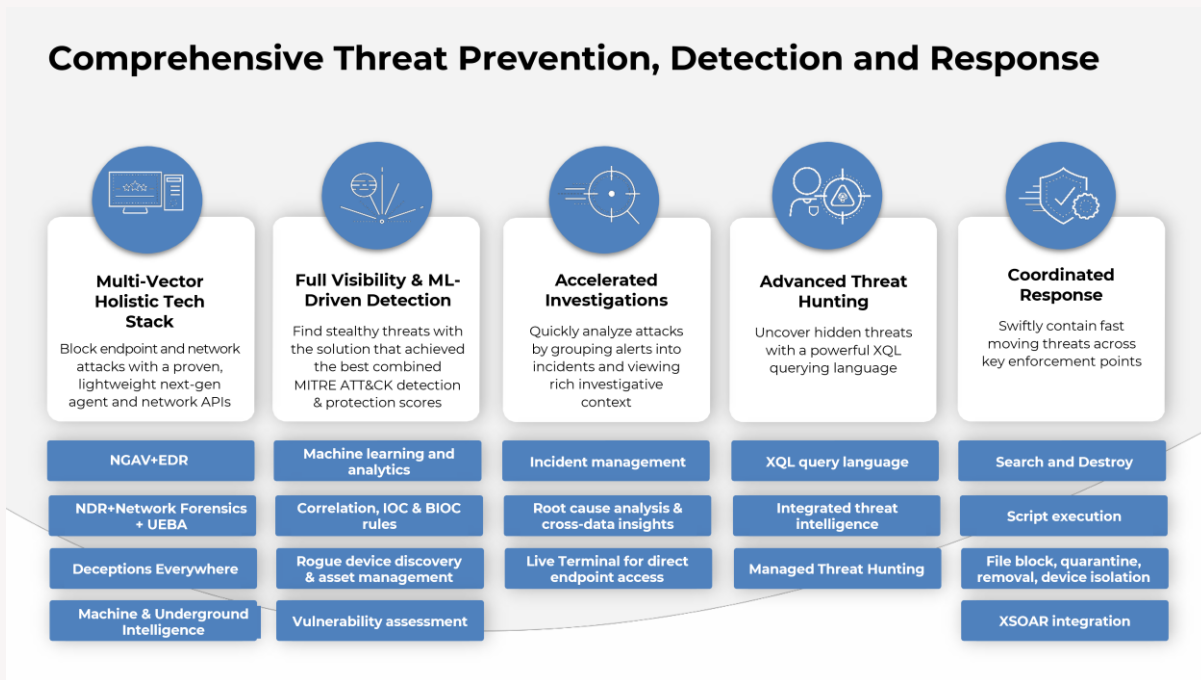 Comprehensive Threat Prevention, Detection and Response
Multi-Vector
Holistic Tech
Stack
Block endpoint and network
attacks with a proven,
lightweight next-gen
agent and network APIs
NGAV+EDR
NDR+Network Forensics
+ UEBA
Deceptions Everywhere
Machine & Underground
Intelligence
Full Visibility & ML-
Driven Detection
Find stealthy threats with
the solution that achieved
the best combined
MITRE ATT&CK detection
& protection scores
Machine learning and
analytics
Correlation, IOC & BIOC
rules
Rogue device discovery
& asset management
Vulnerability assessment
Accelerated
Investigations
Quickly analyze attacks
by grouping alerts into
incidents and viewing
rich investigative
context
Incident management
Root cause analysis &
cross-data insights
Live Terminal for direct
endpoint access
Advanced Threat
Hunting
Uncover hidden threats
with a powerful XQL
querying language
XQL query language
Integrated threat
intelligence
Managed Threat Hunting
Coordinated
Response
Swiftly contain fast
moving threats across
key enforcement points
Search and Destroy
Script execution
File block, quarantine,
removal, device isolation
XSOAR integration